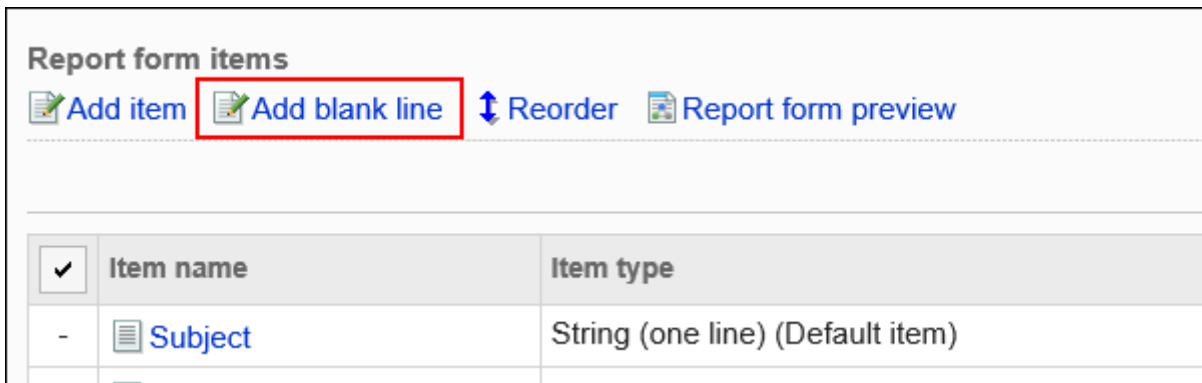 Report form items
Add item Add blank line Reorder Report form preview
Item name Item type
- Subject String (one line) (Default item)